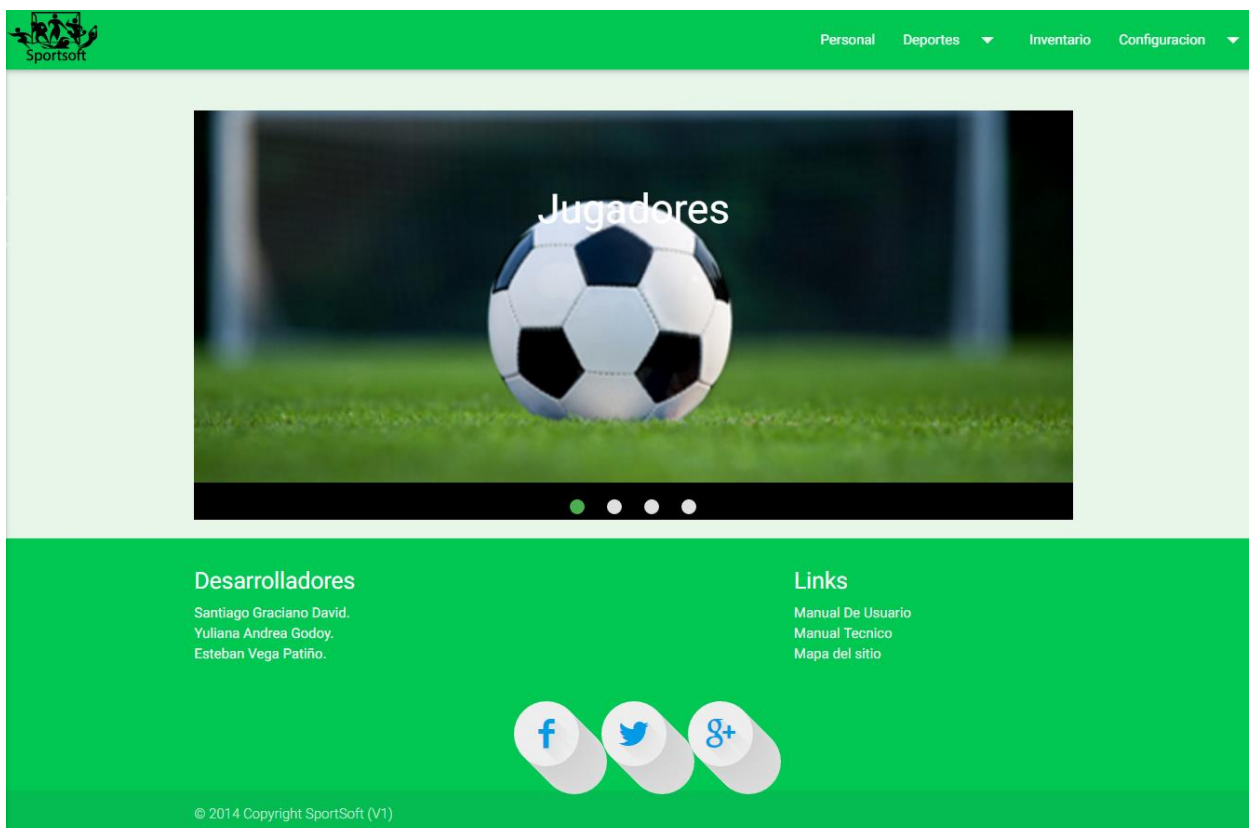 Sportsoft
Personal Deportes Inventario Configuracion
Jugadores
Desarrolladores
Santiago Graciano David.
Yuliana Andrea Godoy.
Esteban Vega Patiño.
Links
Manual De Usuario
Manual Tecnico
Mapa del sitio
f g+
© 2014 Copyright SportSoft (V1)